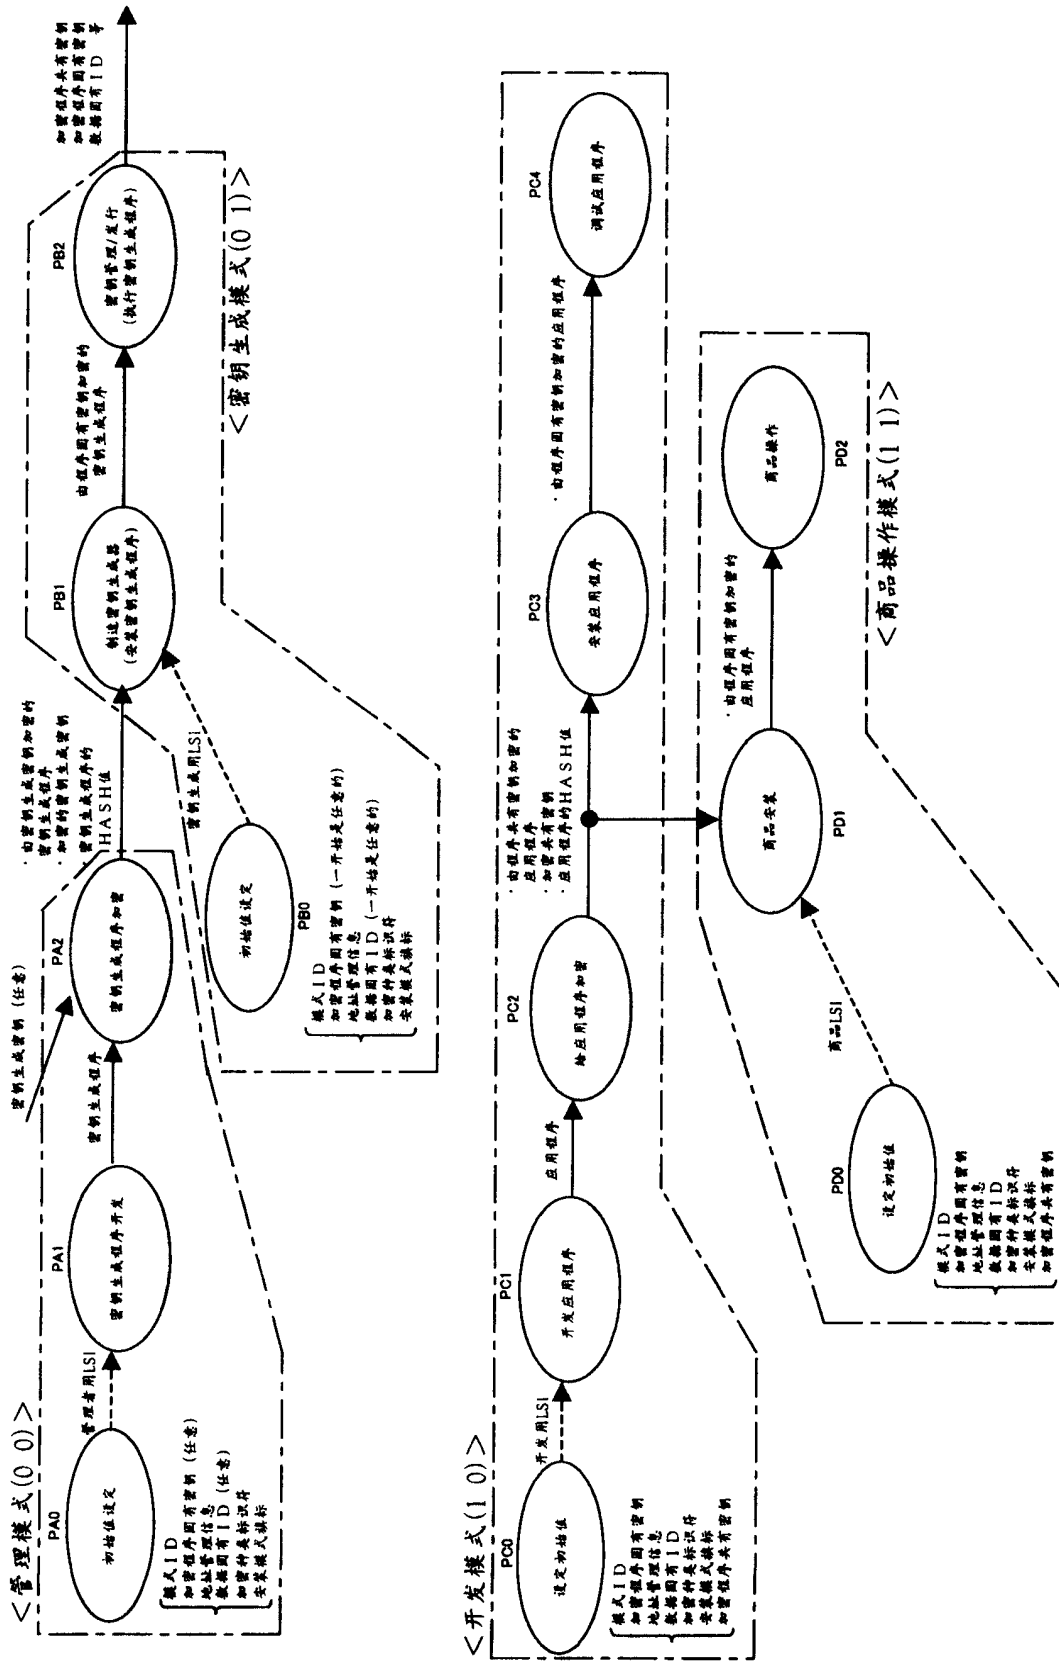 <管理模式(0 0)>
PA0
初始值设定
模式ID
加密程序固有密钥(任意)
地址管理信息
数据固有ID(任意)
加密种类标识符
安装模式旗标
管理者用LSI
PA1
密钥生成程序开发
密钥生成程序
密钥生成密钥(任意)
PA2
密钥生成程序加密
·由密钥生成密钥加密的
密钥生成程序
·加密的密钥生成密钥
·密钥生成程序的
HASH值
PB0
初始值设定
模式ID
加密程序固有密钥(一开始是任意的)
地址管理信息
数据固有ID(一开始是任意的)
加密种类标识符
安装模式旗标
密钥生成用LSI
PB1
制造密钥生成器
(安装密钥生成程序)
由程序固有密钥加密的
密钥生成程序
PB2
密钥管理/发行
(执行密钥生成程序)
加密程序共有密钥
加密程序固有密钥
数据固有ID 等
<密钥生成模式(0 1)>
<开发模式(1 0)>
PC0
设定初始值
模式ID
加密程序固有密钥
地址管理信息
数据固有ID
加密种类标识符
安装模式旗标
加密程序共有密钥
开发用LSI
PC1
开发应用程序
应用程序
PC2
给应用程序加密
·由程序共有密钥加密的
应用程序
·加密共有密钥
·应用程序的HASH值
PC3
安装应用程序
·由程序固有密钥加密的应用程序
PC4
调试应用程序
PD0
设定初始值
模式ID
加密程序固有密钥
地址管理信息
数据固有ID
加密种类标识符
安装模式旗标
加密程序共有密钥
商品LSI
PD1
商品安装
·由程序固有密钥加密的
应用程序
PD2
商品操作
<商品操作模式(1 1)>